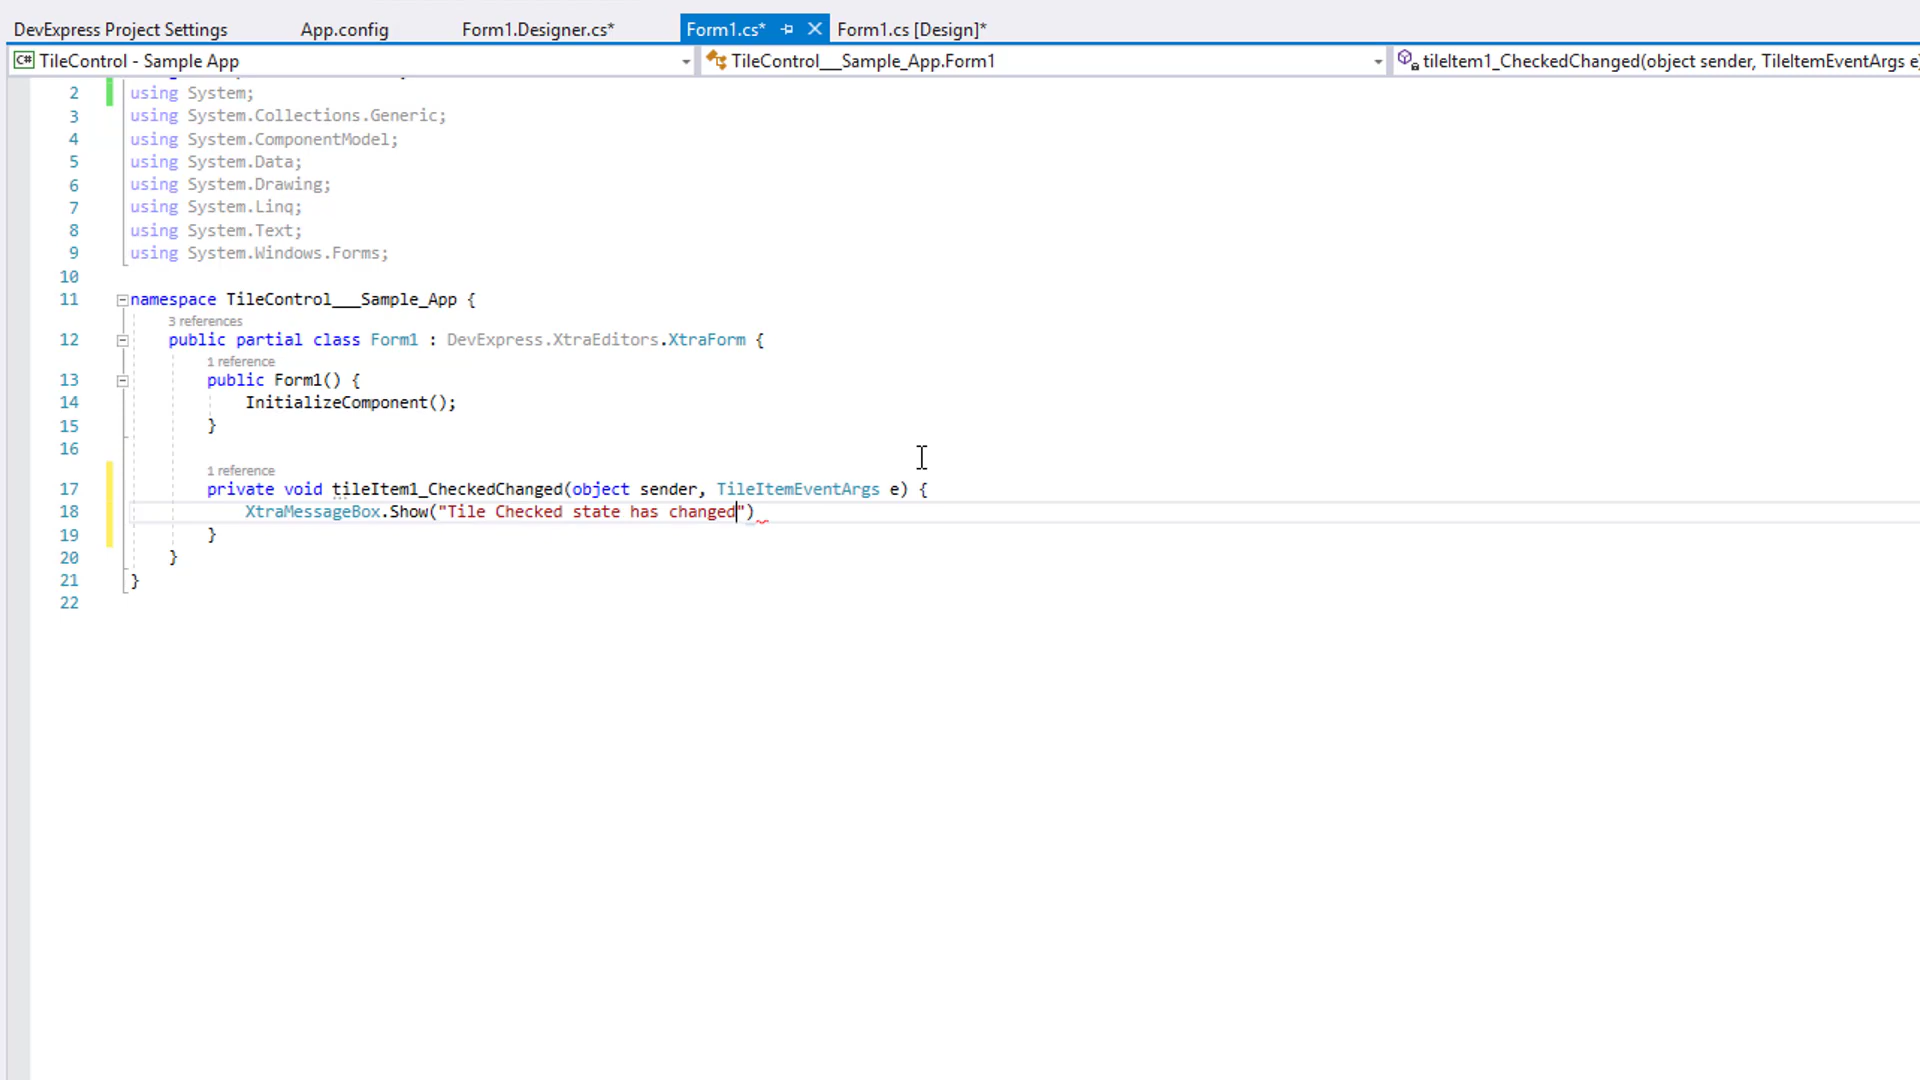 DevExpress Project Settings App.config Form1.Designer.cs* Form1.cs* Form1.cs [Design]*
C# TileControl - Sample App TileControl___Sample_App.Form1 tileItem1_CheckedChanged(object sender, TileItemEventArgs e)
2 using System;
3 using System.Collections.Generic;
4 using System.ComponentModel;
5 using System.Data;
6 using System.Drawing;
7 using System.Linq;
8 using System.Text;
9 using System.Windows.Forms;
10
11 namespace TileControl___Sample_App {
3 references
12 public partial class Form1 : DevExpress.XtraEditors.XtraForm {
1 reference
13 public Form1() {
14 InitializeComponent();
15 }
16
1 reference
17 private void tileItem1_CheckedChanged(object sender, TileItemEventArgs e) {
18 XtraMessageBox.Show("Tile Checked state has changed")
19 }
20 }
21 }
22